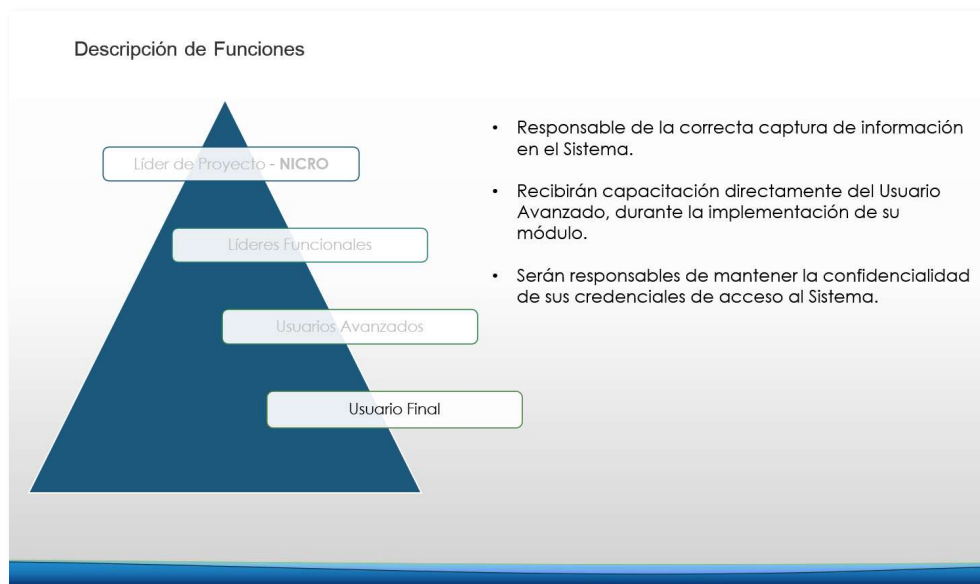 Descripción de Funciones
Líder de Proyecto - NICRO
Líderes Funcionales
Usuarios Avanzados
Usuario Final
• Responsable de la correcta captura de información
en el Sistema.
• Recibirán capacitación directamente del Usuario
Avanzado, durante la implementación de su
módulo.
• Serán responsables de mantener la confidencialidad
de sus credenciales de acceso al Sistema.